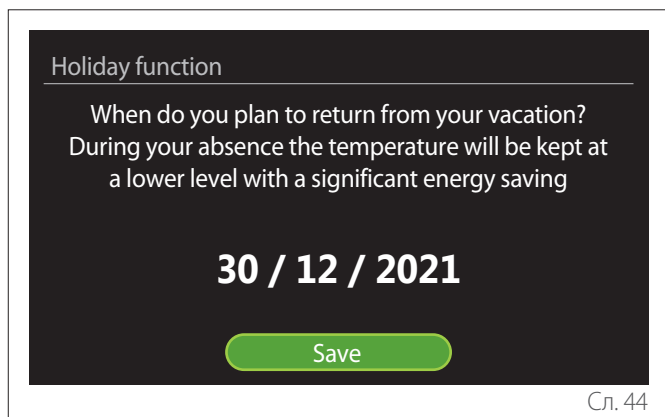 Holiday function
When do you plan to return from your vacation?
During your absence the temperature will be kept at
a lower level with a significant energy saving
30 / 12 / 2021
Save
Сл. 44